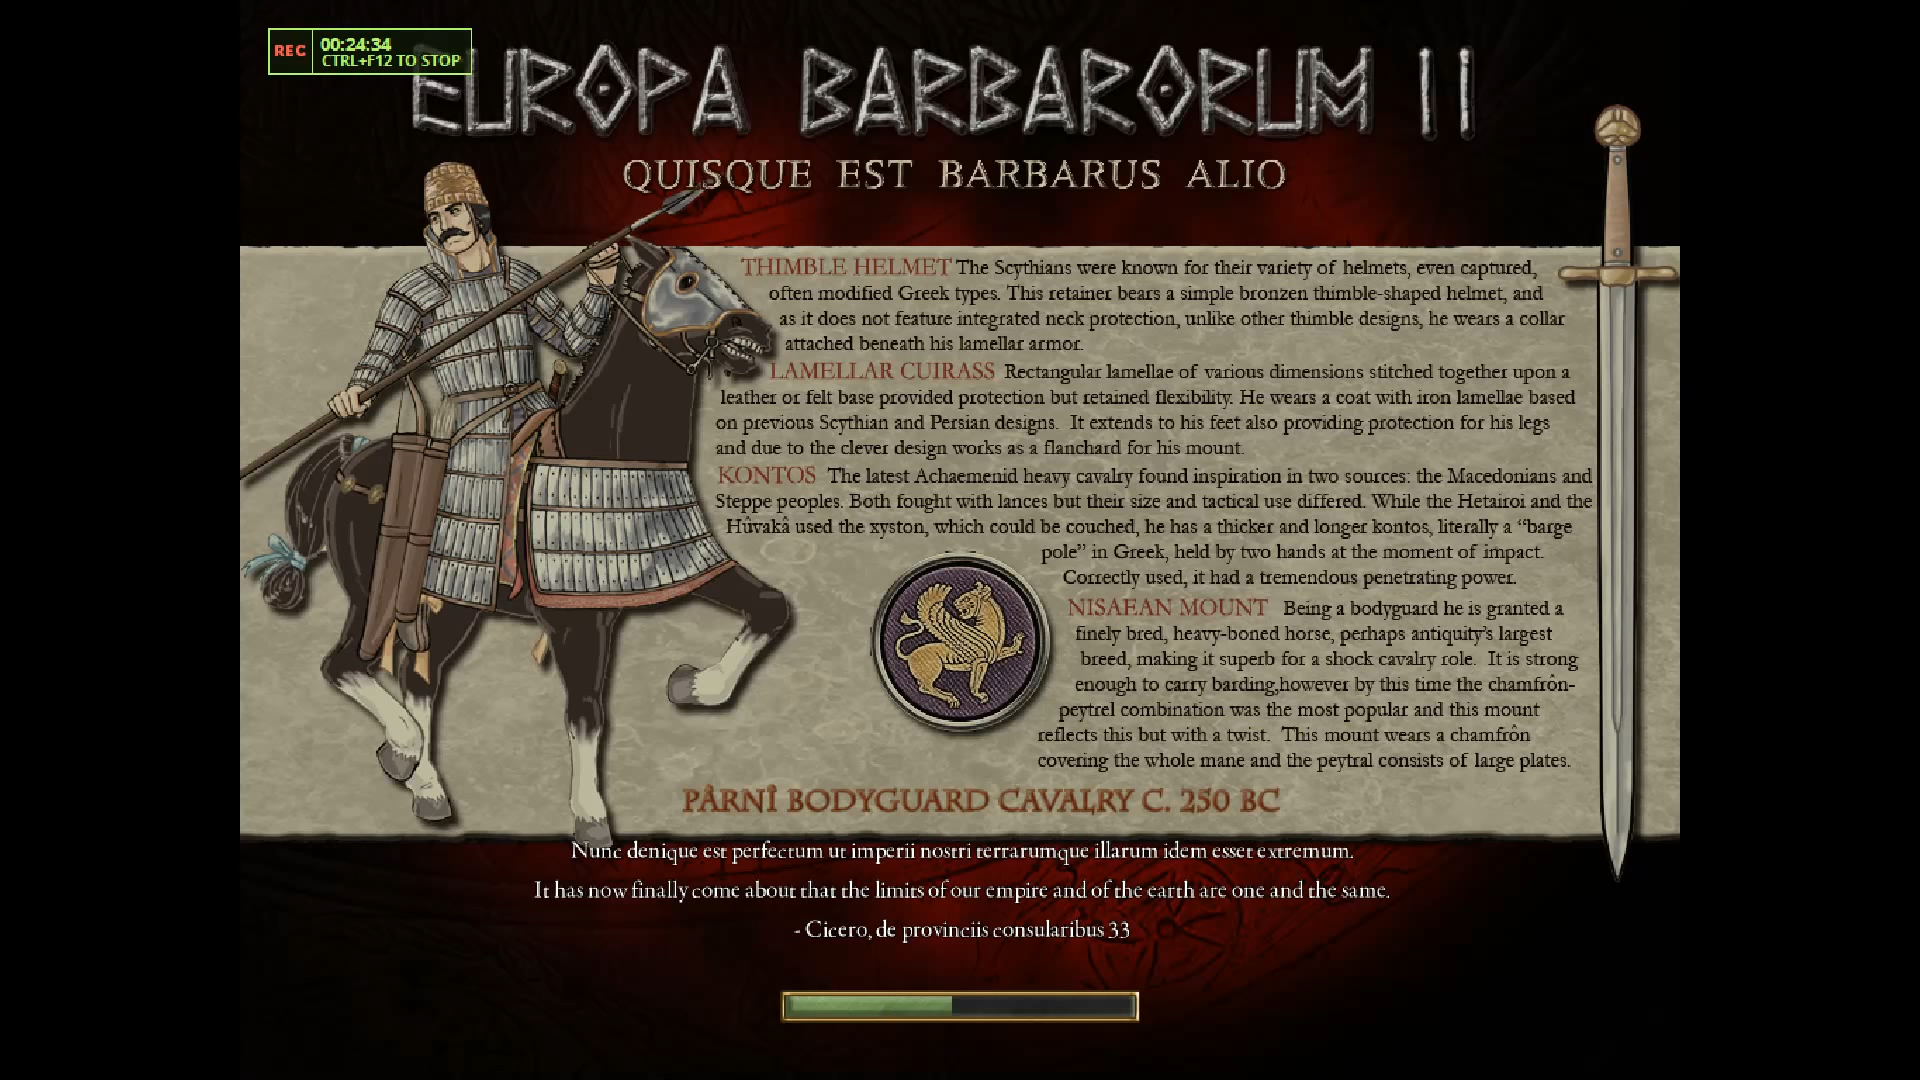 REC
00:24:34
CTRL+F12 TO STOP
EUROPA BARBARORUM II
QUISQUE EST BARBARUS ALIO
THIMBLE HELMET The Scythians were known for their variety of helmets, even captured,
often modified Greek types. This retainer bears a simple bronzen thimble-shaped helmet, and
as it does not feature integrated neck protection, unlike other thimble designs, he wears a collar
attached beneath his lamellar armor.
LAMELLAR CUIRASS Rectangular lamellae of various dimensions stitched together upon a
leather or felt base provided protection but retained flexibility. He wears a coat with iron lamellae based
on previous Scythian and Persian designs. It extends to his feet also providing protection for his legs
and due to the clever design works as a flanchard for his mount.
KONTOS The latest Achaemenid heavy cavalry found inspiration in two sources: the Macedonians and
Steppe peoples. Both fought with lances but their size and tactical use differed. While the Hetairoi and the
Hûvakâ used the xyston, which could be couched, he has a thicker and longer kontos, literally a “barge
pole” in Greek, held by two hands at the moment of impact.
Correctly used, it had a tremendous penetrating power.
NISAEAN MOUNT Being a bodyguard he is granted a
finely bred, heavy-boned horse, perhaps antiquity's largest
breed, making it superb for a shock cavalry role. It is strong
enough to carry barding,however by this time the chamfrôn-
peytrel combination was the most popular and this mount
reflects this but with a twist. This mount wears a chamfrôn
covering the whole mane and the peytral consists of large plates.
PÂRNÎ BODYGUARD CAVALRY C. 250 BC
Nunc denique est perfectum ut imperii nostri terrarumque illarum idem esset extremum.
It has now finally come about that the limits of our empire and of the earth are one and the same.
- Cicero, de provinciis consularibus 33